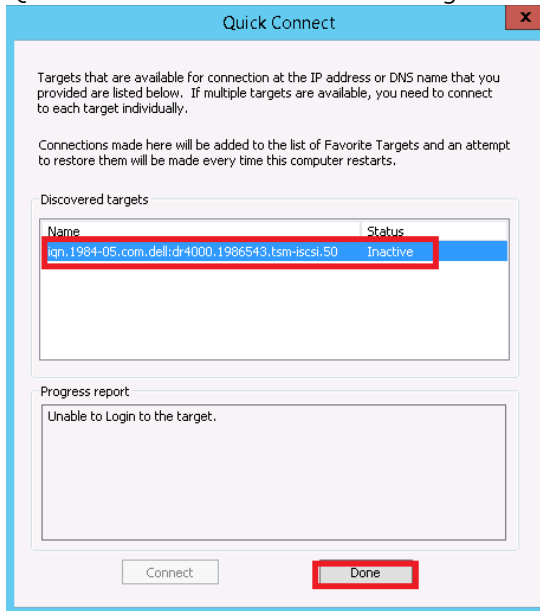 Quick Connect
x
Targets that are available for connection at the IP address or DNS name that you
provided are listed below. If multiple targets are available, you need to connect
to each target individually.
Connections made here will be added to the list of Favorite Targets and an attempt
to restore them will be made every time this computer restarts.
Discovered targets
Name Status
iqn.1984-05.com.dell:dr4000.1986543.tsm-iscsi.50 Inactive
Progress report
Unable to Login to the target.
Connect Done